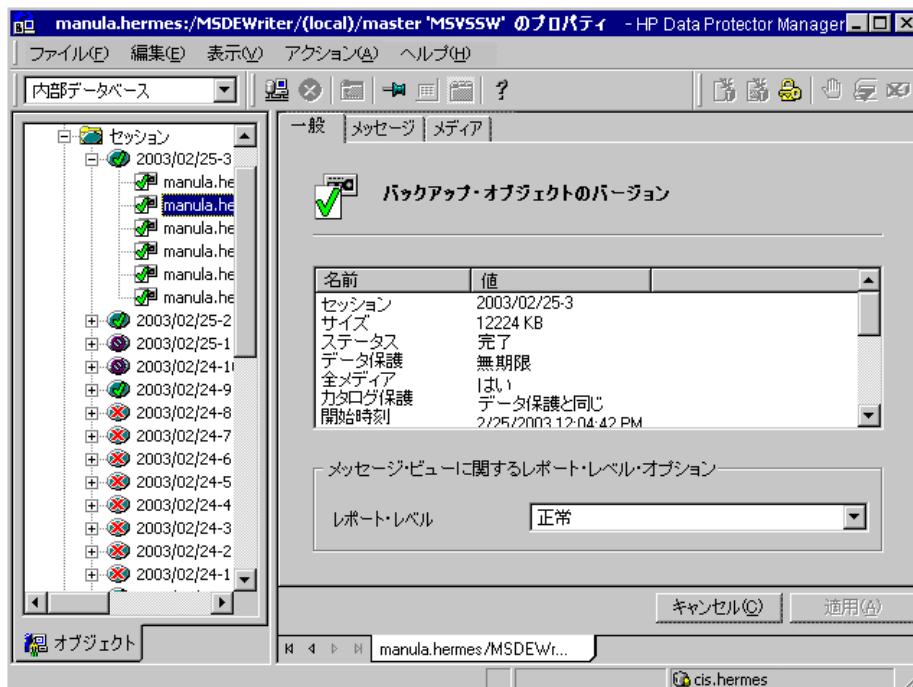 manula.hermes:/MSDEWriter/(local)/master 'MSVSSW' のプロパティ - HP Data Protector Manager
ファイル(F) 編集(E) 表示(V) アクション(A) ヘルプ(H)
内部データベース
セッション
2003/02/25-3
manula.he
manula.he
manula.he
manula.he
manula.he
manula.he
2003/02/25-2
2003/02/25-1
2003/02/24-1
2003/02/24-9
2003/02/24-8
2003/02/24-7
2003/02/24-6
2003/02/24-5
2003/02/24-4
2003/02/24-3
2003/02/24-2
2003/02/24-1
オブジェクト
一般 メッセージ メディア
バックアップ・オブジェクトのバージョン
名前 値
セッション 2003/02/25-3
サイズ 12224 KB
ステータス 完了
データ保護 無期限
全メディア はい
カタログ保護 データ保護と同じ
開始時刻 2/25/2003 12:04:42 PM
メッセージ・ビューに関するレポート・レベル・オプション
レポート・レベル 正常
キャンセル(C) 適用(A)
manula.hermes /MSDEWr...
cis.hermes